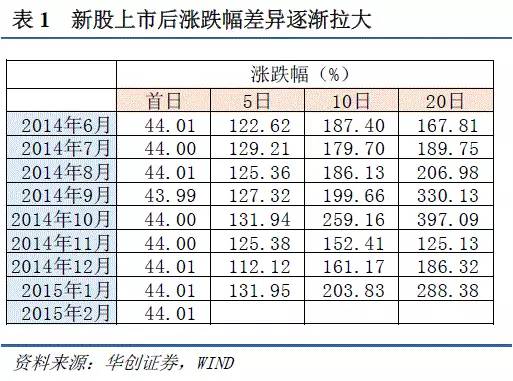 表 1 新股上市后涨跌幅差异逐渐拉大
涨跌幅（%）
首日 5日 10日 20日
2014年6月 44.01 122.62 187.40 167.81
2014年7月 44.00 129.21 179.70 189.75
2014年8月 44.01 125.36 186.13 206.98
2014年9月 43.99 127.32 199.66 330.13
2014年10月 44.00 131.94 259.16 397.09
2014年11月 44.00 125.38 152.41 125.13
2014年12月 44.01 112.12 161.17 186.32
2015年1月 44.01 131.95 203.83 288.38
2015年2月 44.01
资料来源：华创证券，WIND